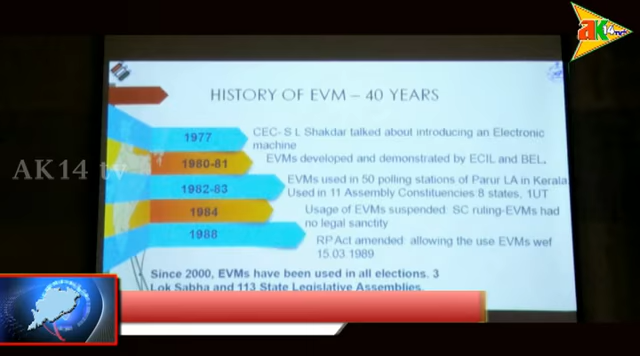 aK
14
HISTORY OF EVM – 40 YEARS
1977
CEC- S L Shakdar talked about introducing an Electronic
machine
1980-81
EVMs developed and demonstrated by ECIL and BEL.
AK14 tv
1982-83
EVMs used in 50 polling stations of Parur LA in Kerala
Used in 11 Assembly Constituencies 8 states, 1UT
1984
Usage of EVMs suspended SC ruling-EVMs had
no legal sanctity
1988
RP Act amended allowing the use EVMs wef
15.03.1989
Since 2000, EVMs have been used in all elections. 3
Lok Sabha and 113 State Legislative Assemblies.